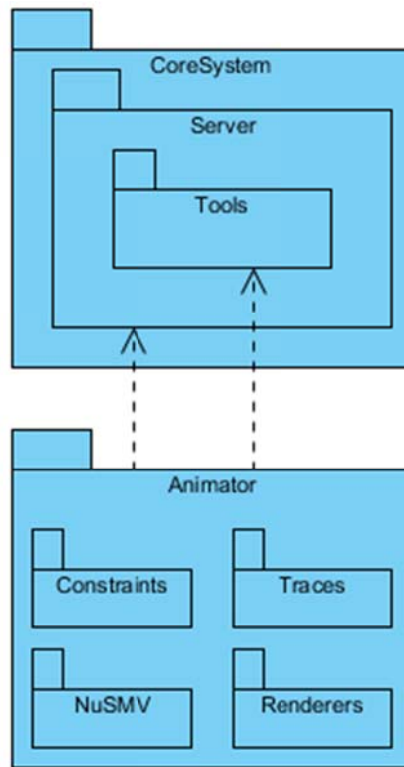 CoreSystem
Server
Tools
Animator
Constraints
Traces
NuSMV
Renderers